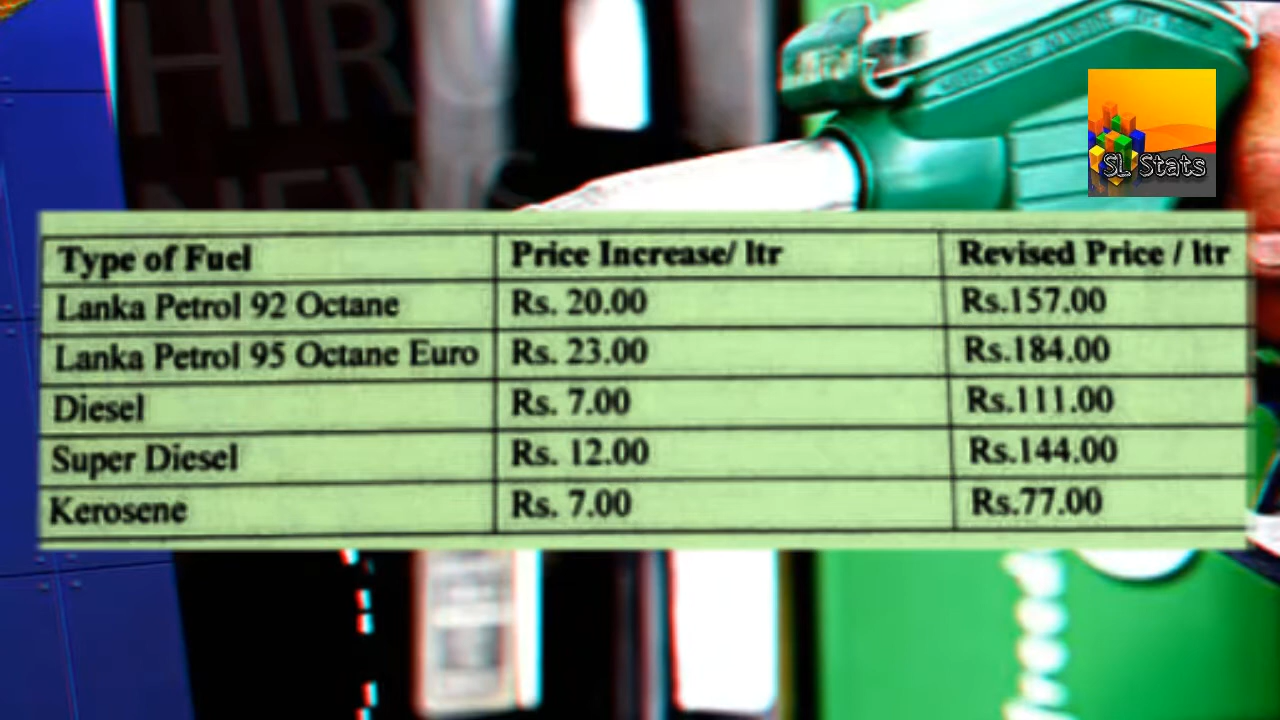 HIRU
NEWS
SL Stats
Type of Fuel Price Increase/ ltr Revised Price / ltr
Lanka Petrol 92 Octane Rs. 20.00 Rs.157.00
Lanka Petrol 95 Octane Euro Rs. 23.00 Rs.184.00
Diesel Rs. 7.00 Rs.111.00
Super Diesel Rs. 12.00 Rs.144.00
Kerosene Rs. 7.00 Rs.77.00